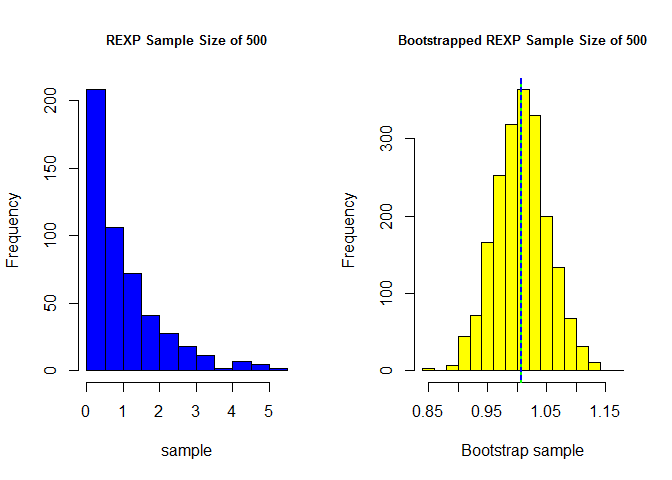 REXP Sample Size of 500
Frequency
0 50 100 150 200
0 1 2 3 4 5
sample
Bootstrapped REXP Sample Size of 500
Frequency
0 100 200 300
0.85 0.95 1.05 1.15
Bootstrap sample